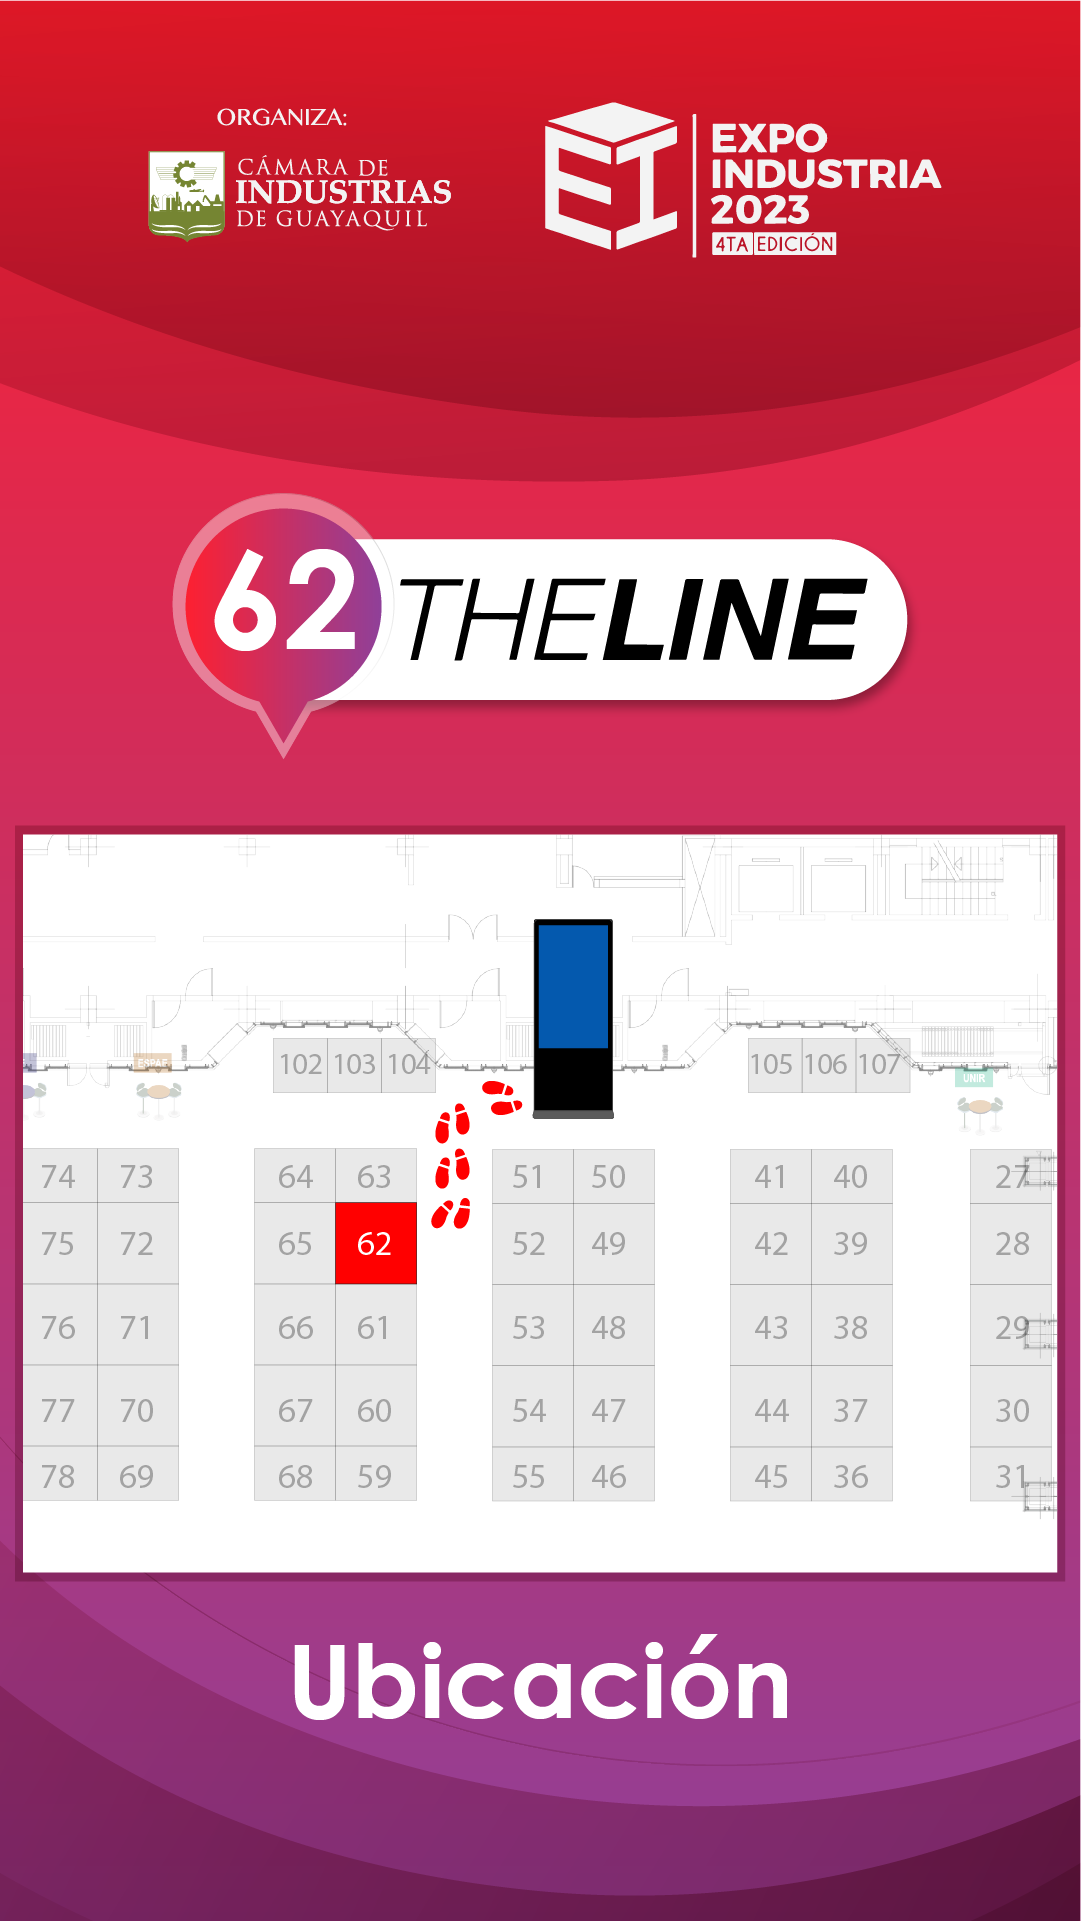 ORGANIZA:
CÁMARA DE
INDUSTRIAS
DE GUAYAQUIL
EXPO
INDUSTRIA
2023
4TA EDICIÓN
62 THELINE
102 103 104 105 106 107
ESPAE
UNIR
74 73 64 63 51 50 41 40 27
75 72 65 62 52 49 42 39 28
76 71 66 61 53 48 43 38 29
77 70 67 60 54 47 44 37 30
78 69 68 59 55 46 45 36 31
Ubicación